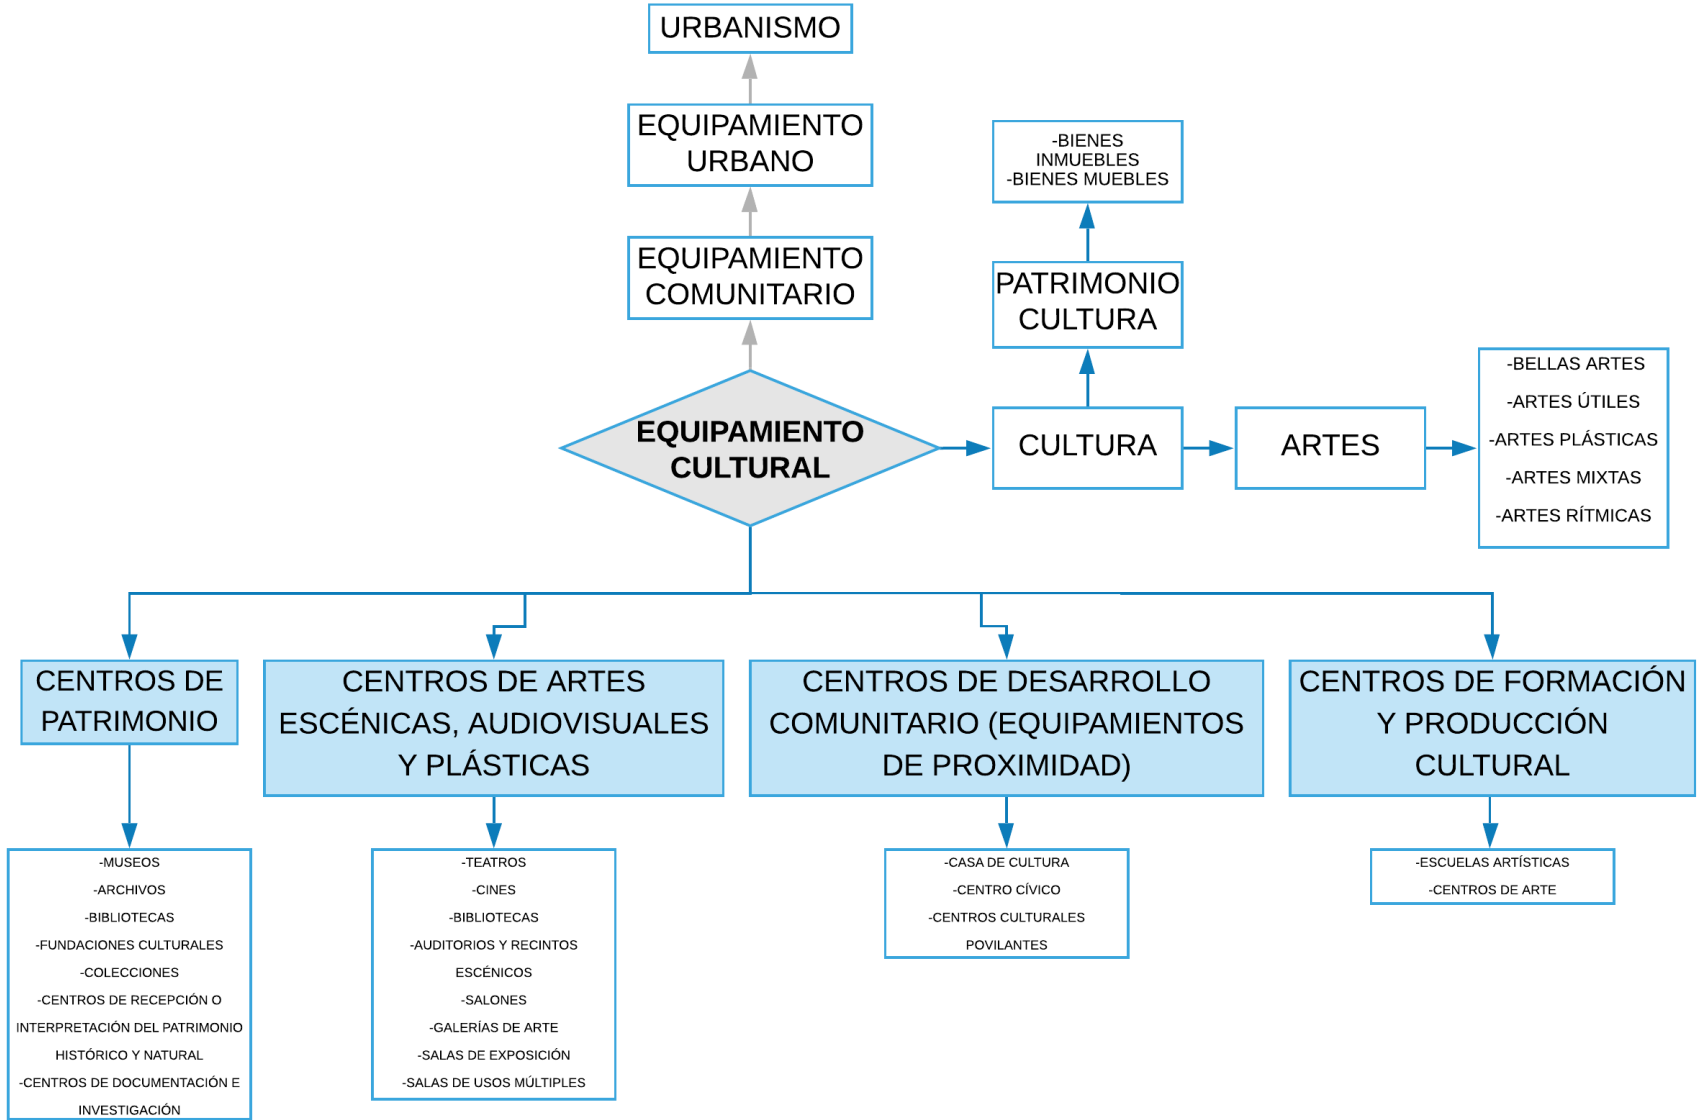 URBANISMO
EQUIPAMIENTO
URBANO
EQUIPAMIENTO
COMUNITARIO
EQUIPAMIENTO
CULTURAL
-BIENES
INMUEBLES
-BIENES MUEBLES
PATRIMONIO
CULTURA
CULTURA
ARTES
-BELLAS ARTES
-ARTES ÚTILES
-ARTES PLÁSTICAS
-ARTES MIXTAS
-ARTES RÍTMICAS
CENTROS DE
PATRIMONIO
CENTROS DE ARTES
ESCÉNICAS, AUDIOVISUALES
Y PLÁSTICAS
CENTROS DE DESARROLLO
COMUNITARIO (EQUIPAMIENTOS
DE PROXIMIDAD)
CENTROS DE FORMACIÓN
Y PRODUCCIÓN
CULTURAL
-MUSEOS
-ARCHIVOS
-BIBLIOTECAS
-FUNDACIONES CULTURALES
-COLECCIONES
-CENTROS DE RECEPCIÓN O
INTERPRETACIÓN DEL PATRIMONIO
HISTÓRICO Y NATURAL
-CENTROS DE DOCUMENTACIÓN E
INVESTIGACIÓN
-TEATROS
-CINES
-BIBLIOTECAS
-AUDITORIOS Y RECINTOS
ESCÉNICOS
-SALONES
-GALERÍAS DE ARTE
-SALAS DE EXPOSICIÓN
-SALAS DE USOS MÚLTIPLES
-CASA DE CULTURA
-CENTRO CÍVICO
-CENTROS CULTURALES
POVILANTES
-ESCUELAS ARTÍSTICAS
-CENTROS DE ARTE